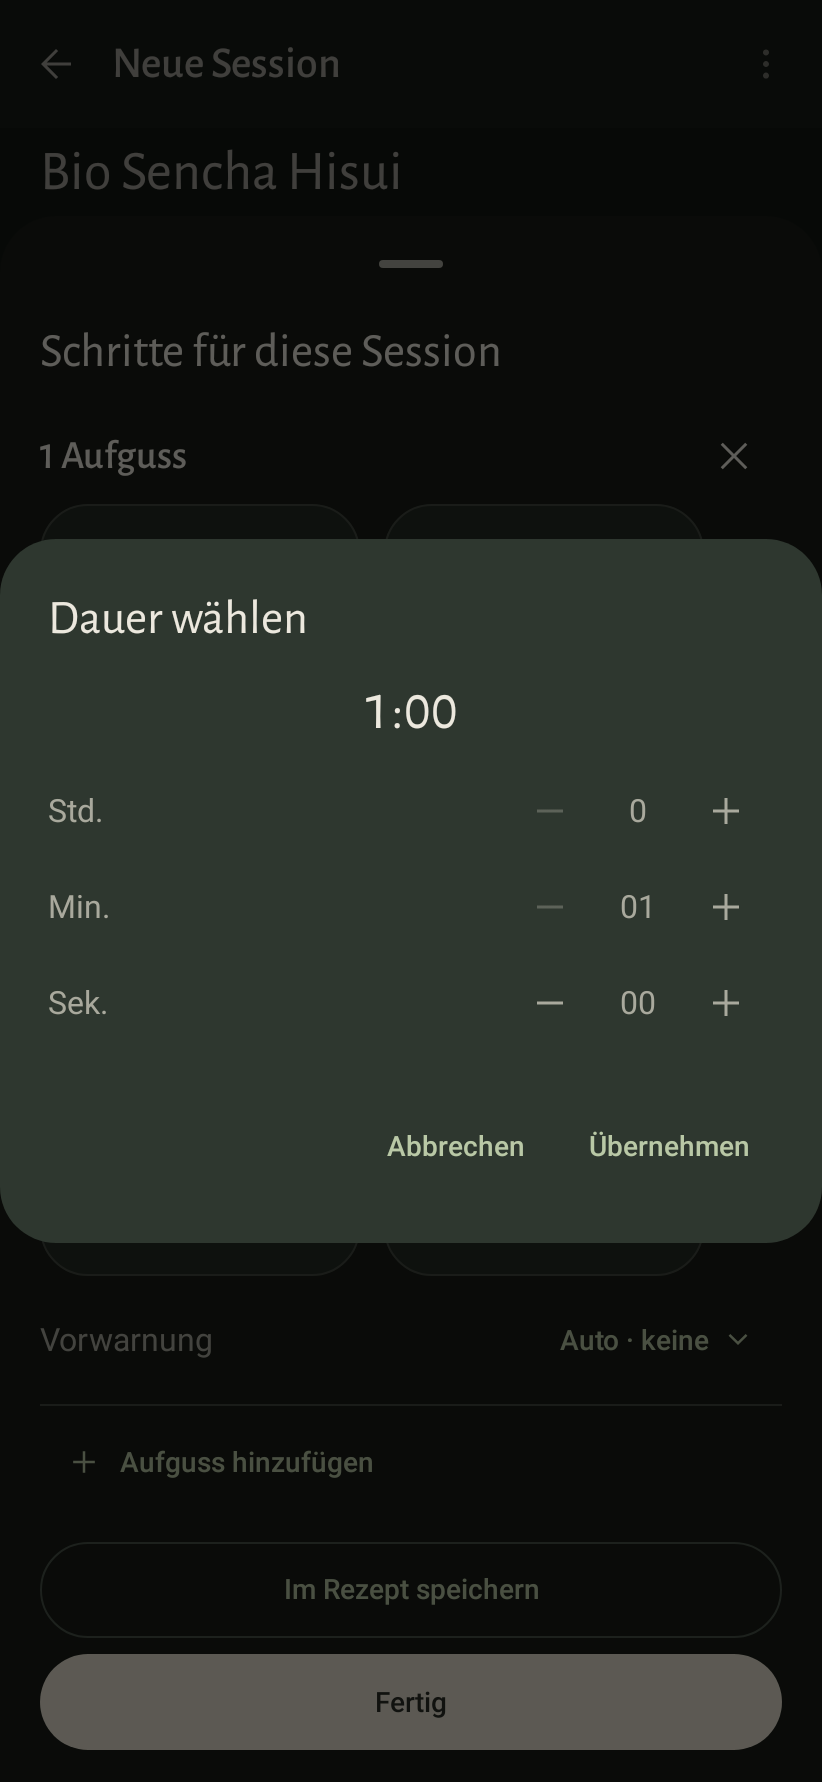 Neue Session
Bio Sencha Hisui
Schritte für diese Session
1 Aufguss
Dauer wählen
1:00
Std. 0
Min. 01
Sek. 00
Abbrechen Übernehmen
Vorwarnung Auto · keine
Aufguss hinzufügen
Im Rezept speichern
Fertig